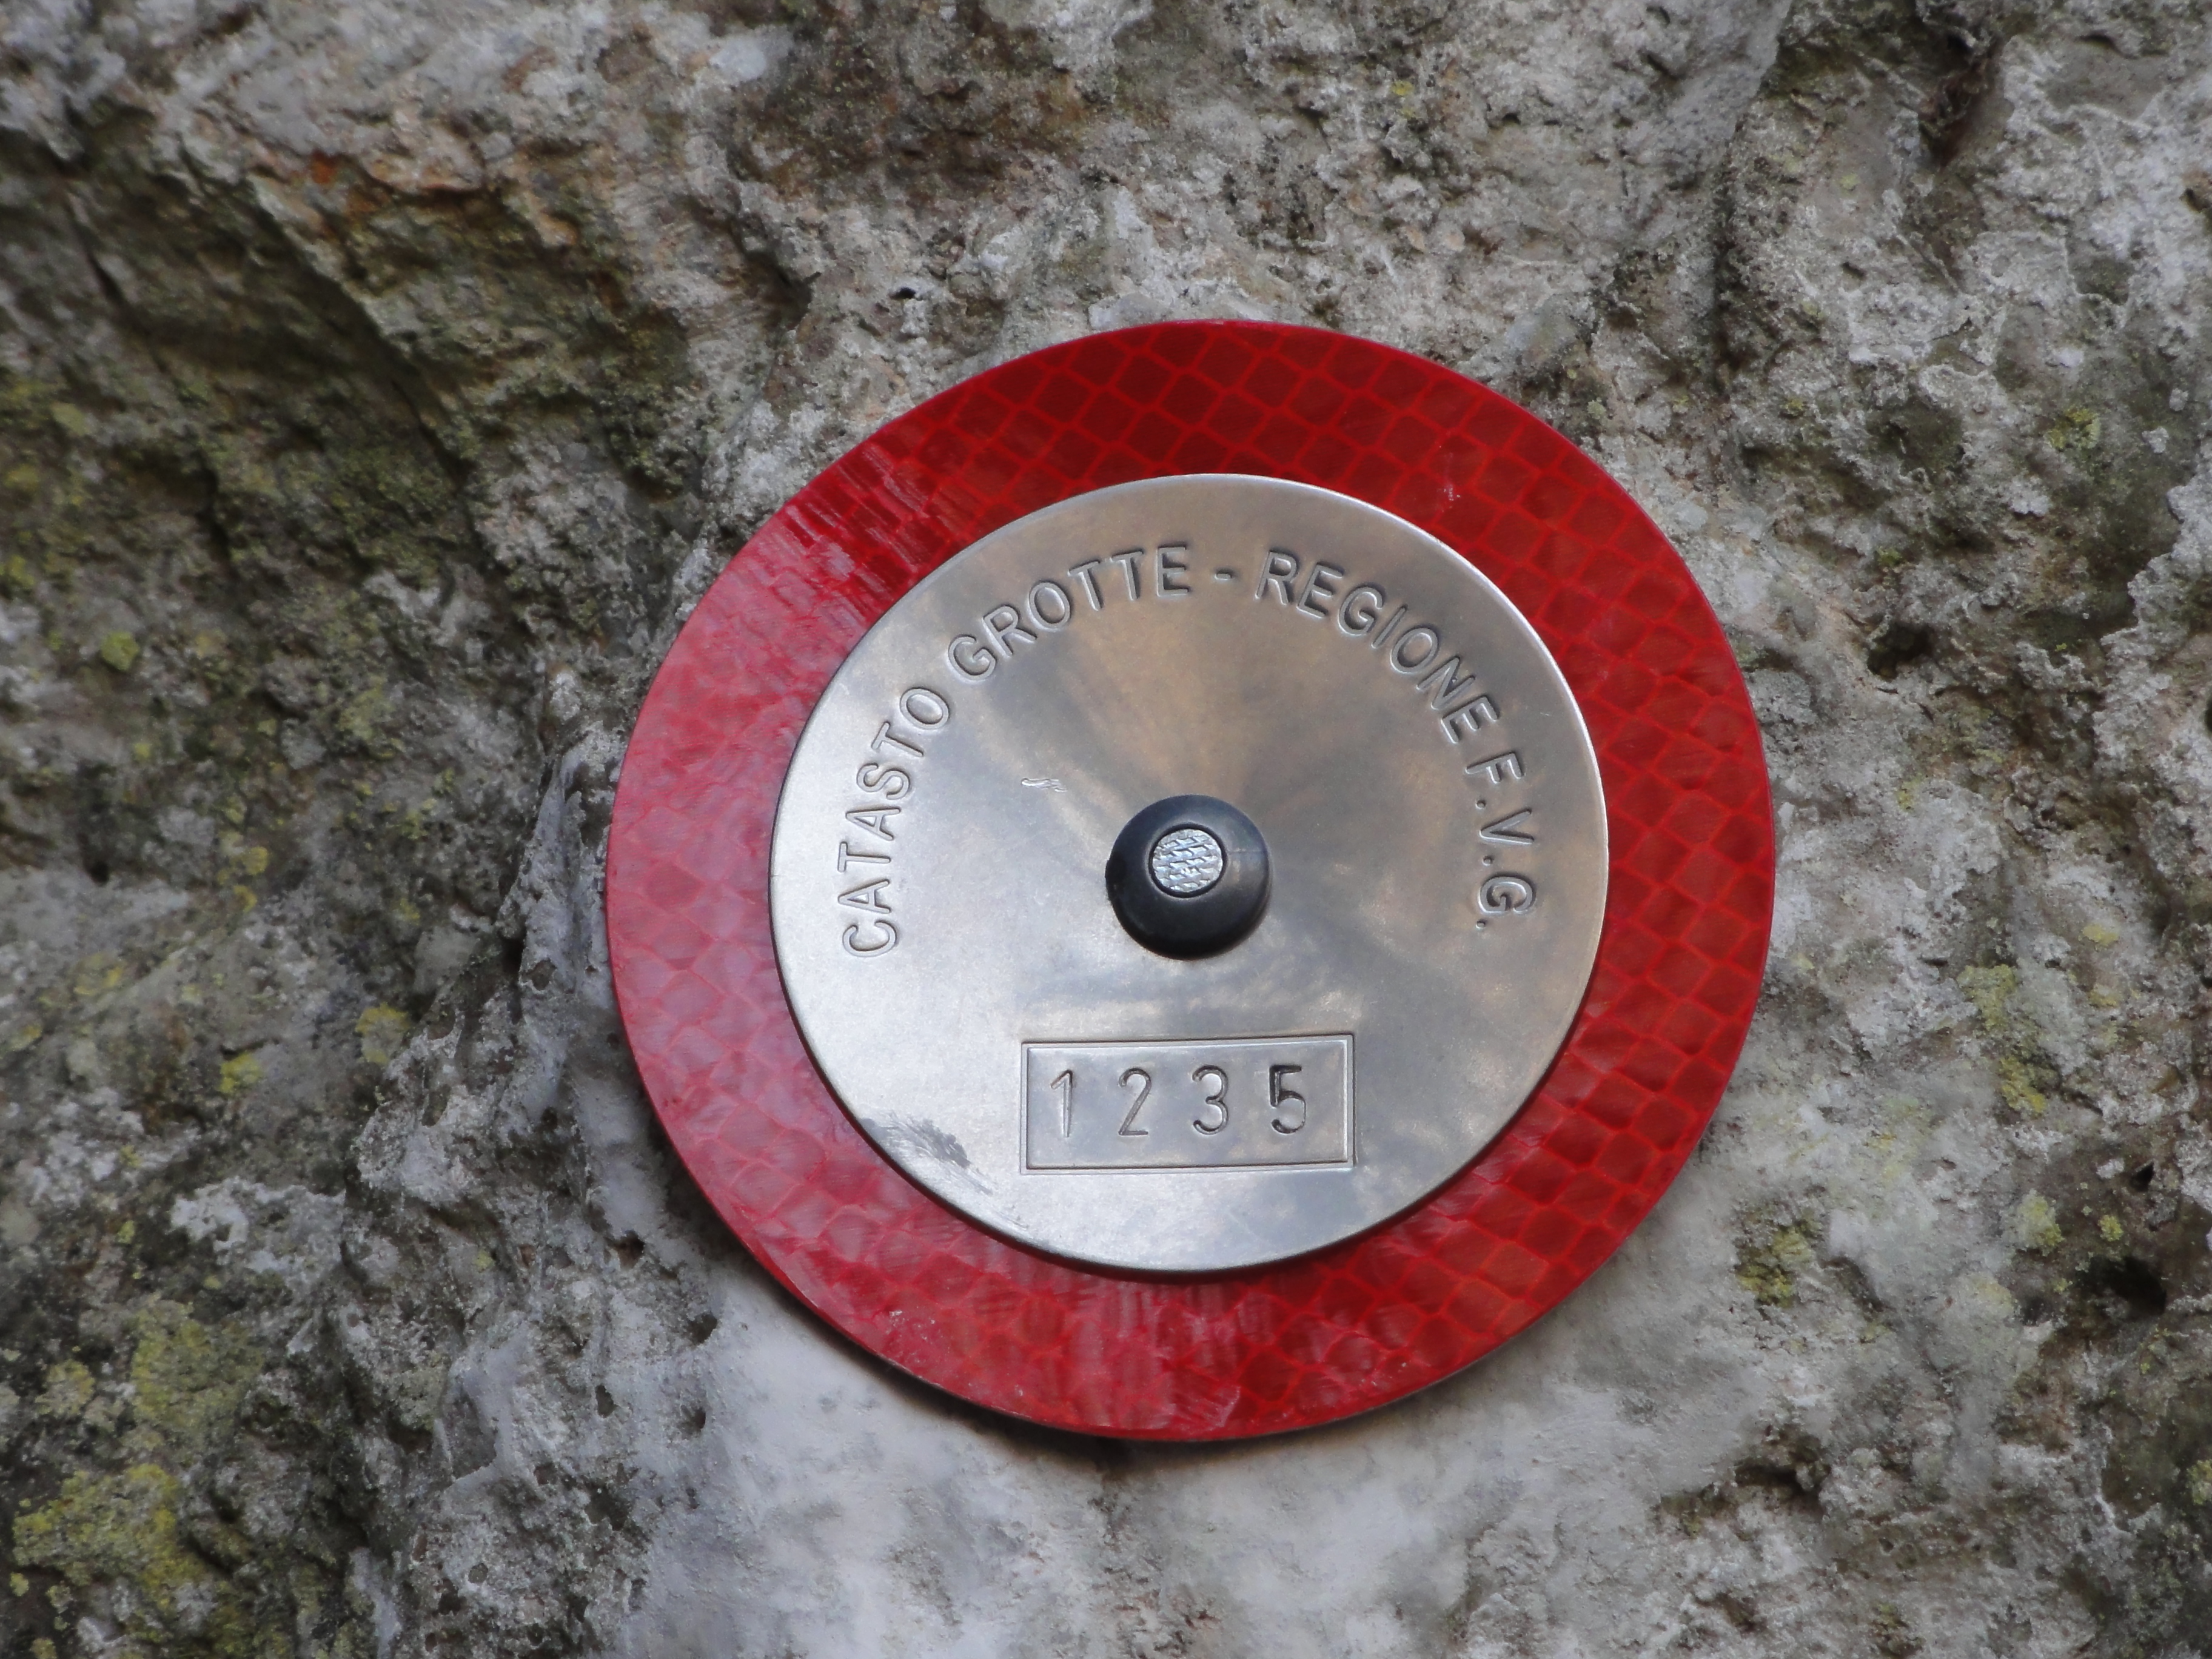 CATASTO GROTTE - REGIONE F.V.G.
1235